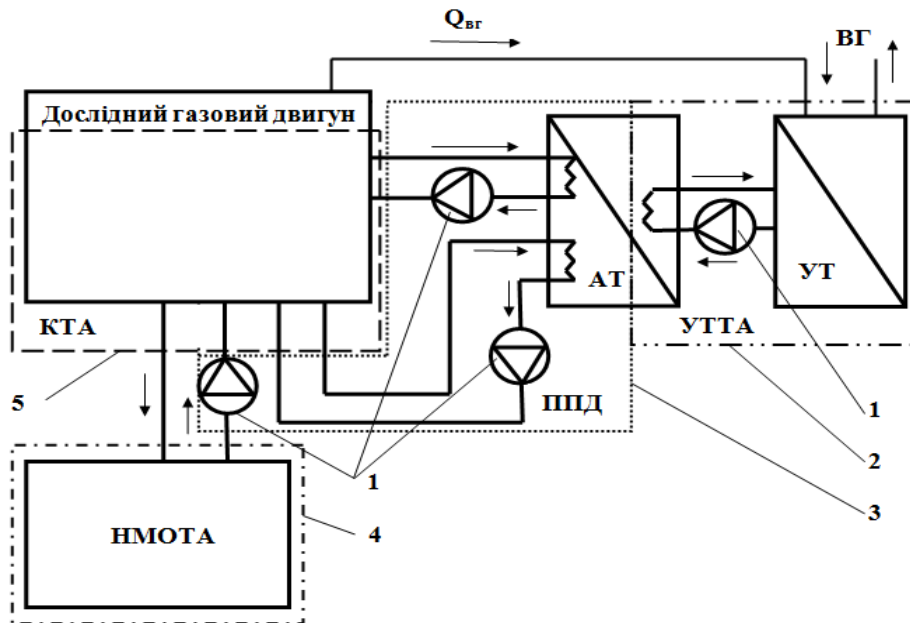 Qвг
ВГ
Дослідний газовий двигун
АТ
УТ
КТА
УТТА
ППД
5
1
2
1
3
НМОТА
4